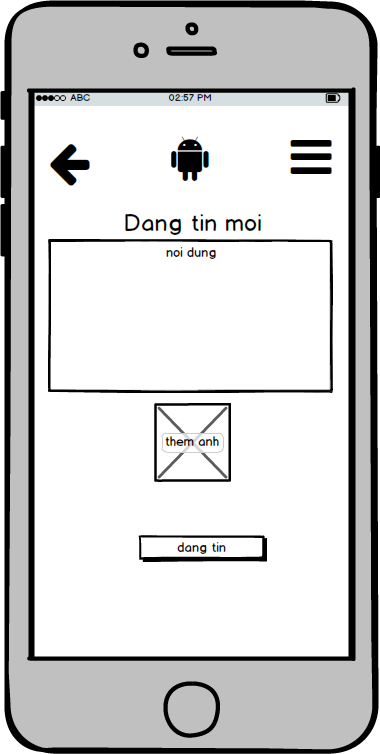 ABC 02:57 PM
Dang tin moi
noi dung
them anh
dang tin